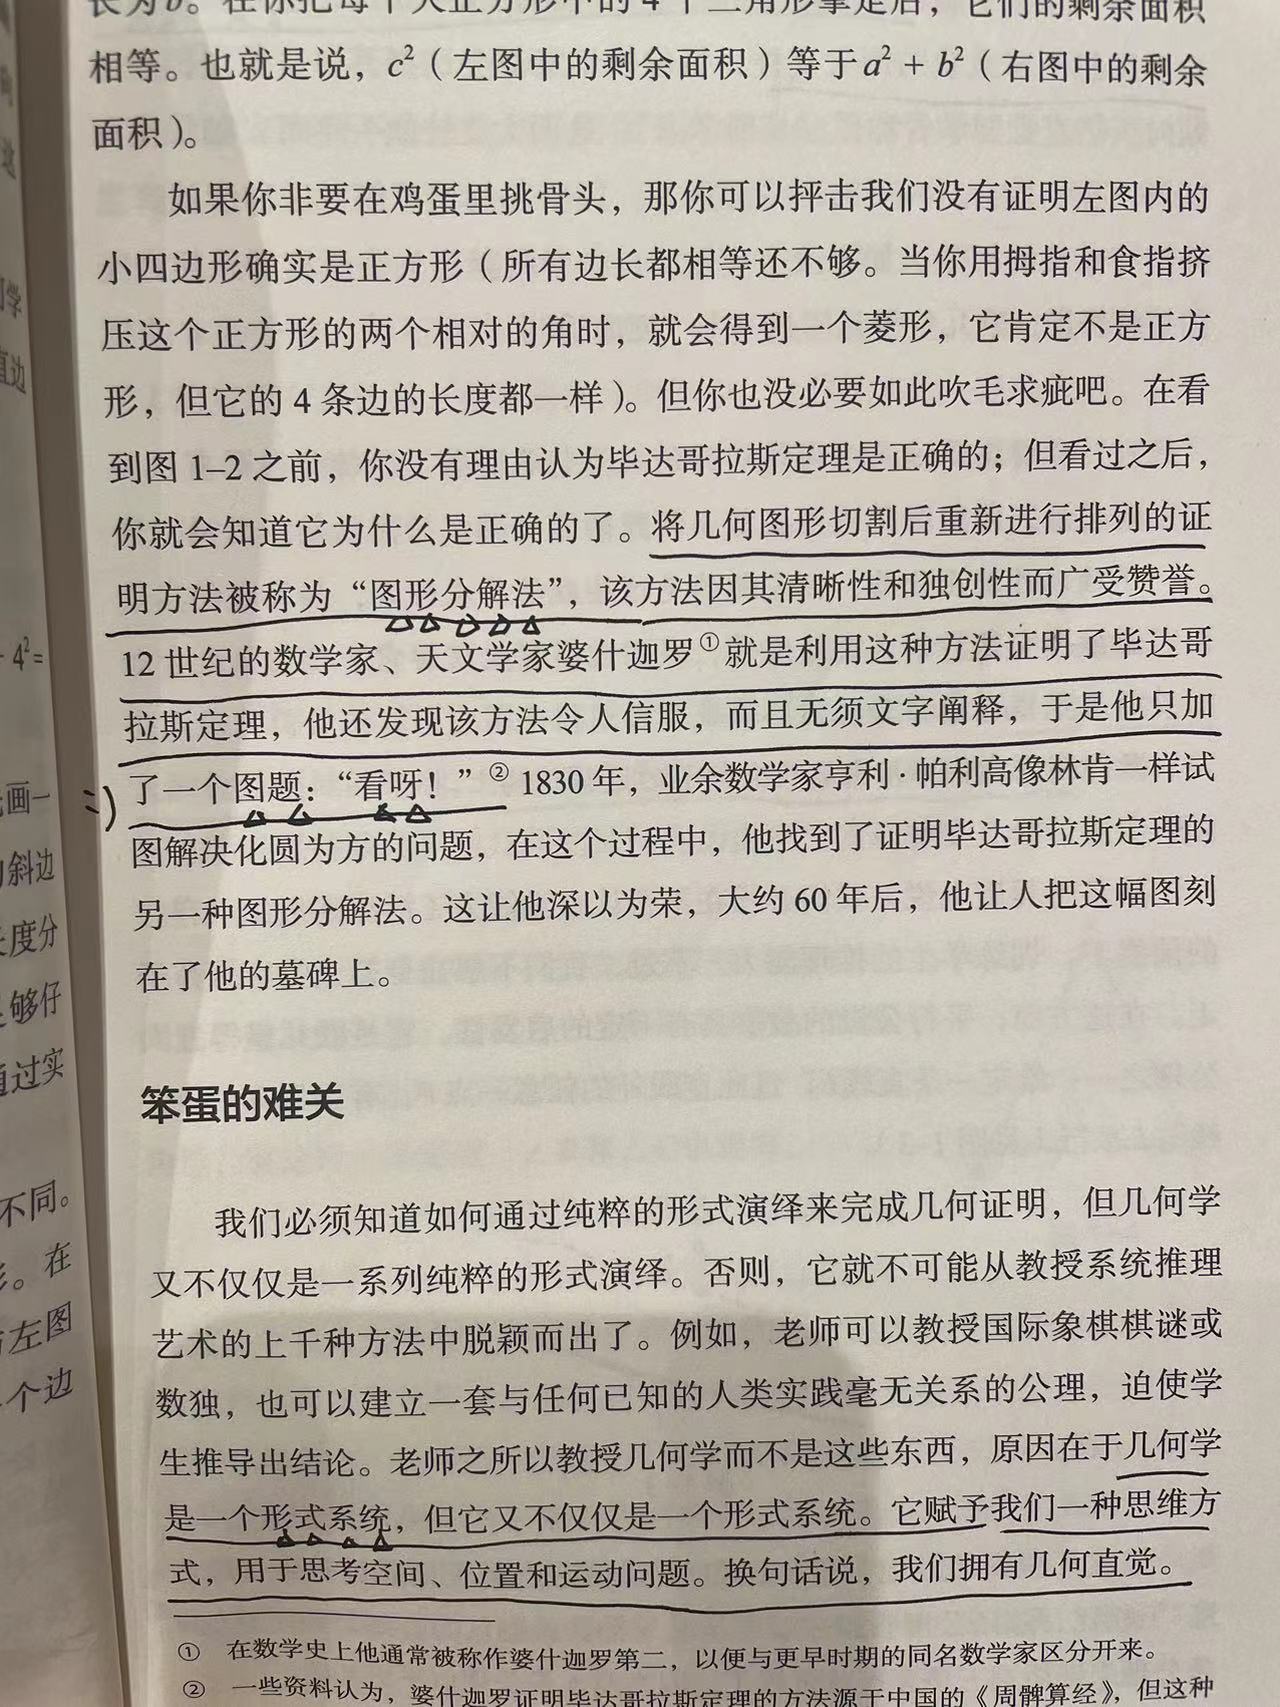 长为b。在你把每个大正方形中的4个三角形拿走后，它们的剩余面积
相等。也就是说，c²（左图中的剩余面积）等于a² + b²（右图中的剩余
面积）。
如果你非要在鸡蛋里挑骨头，那你可以抨击我们没有证明左图内的
小四边形确实是正方形（所有边长都相等还不够。当你用拇指和食指挤
压这个正方形的两个相对的角时，就会得到一个菱形，它肯定不是正方
形，但它的 4 条边的长度都一样）。但你也没必要如此吹毛求疵吧。在看
到图 1–2 之前，你没有理由认为毕达哥拉斯定理是正确的；但看过之后，
你就会知道它为什么是正确的了。将几何图形切割后重新进行排列的证
明方法被称为“图形分解法”，该方法因其清晰性和独创性而广受赞誉。
12 世纪的数学家、天文学家婆什迦罗①就是利用这种方法证明了毕达哥
拉斯定理，他还发现该方法令人信服，而且无须文字阐释，于是他只加
了一个图题：“看呀！”② 1830 年，业余数学家亨利·帕利高像林肯一样试
图解决化圆为方的问题，在这个过程中，他找到了证明毕达哥拉斯定理的
另一种图形分解法。这让他深以为荣，大约 60 年后，他让人把这幅图刻
在了他的墓碑上。
笨蛋的难关
我们必须知道如何通过纯粹的形式演绎来完成几何证明，但几何学
又不仅仅是一系列纯粹的形式演绎。否则，它就不可能从教授系统推理
艺术的上千种方法中脱颖而出了。例如，老师可以教授国际象棋棋谜或
数独，也可以建立一套与任何已知的人类实践毫无关系的公理，迫使学
生推导出结论。老师之所以教授几何学而不是这些东西，原因在于几何学
是一个形式系统，但它又不仅仅是一个形式系统。它赋予我们一种思维方
式，用于思考空间、位置和运动问题。换句话说，我们拥有几何直觉。
① 在数学史上他通常被称作婆什迦罗第二，以便与更早时期的同名数学家区分开来。
② 一些资料认为，婆什迦罗证明毕达哥拉斯定理的方法源于中国的《周髀算经》，但这种